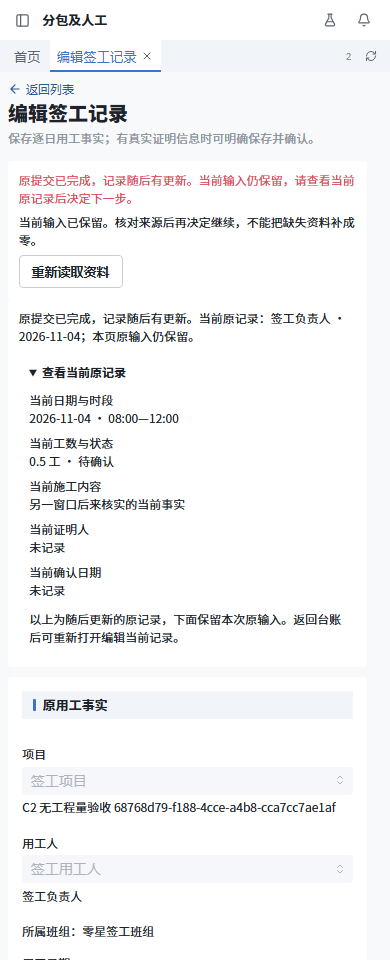 分包及人工
首页
编辑签工记录
2
返回列表
编辑签工记录
保存逐日用工事实；有真实证明信息时可明确保存并确认。
原提交已完成，记录随后有更新。当前输入仍保留，请查看当前
原记录后决定下一步。
当前输入已保留。核对来源后再决定继续，不能把缺失资料补成
零。
重新读取资料
原提交已完成，记录随后有更新。当前原记录：签工负责人 ·
2026-11-04；本页原输入仍保留。
查看当前原记录
当前日期与时段
2026-11-04 · 08:00—12:00
当前工数与状态
0.5 工 · 待确认
当前施工内容
另一窗口后来核实的当前事实
当前证明人
未记录
当前确认日期
未记录
以上为随后更新的原记录，下面保留本次原输入。返回台账
后可重新打开编辑当前记录。
原用工事实
项目
签工项目
C2 无工程量验收 68768d79-f188-4cce-a4b8-cca7cc7ae1af
用工人
签工用工人
签工负责人
所属班组：零星签工班组